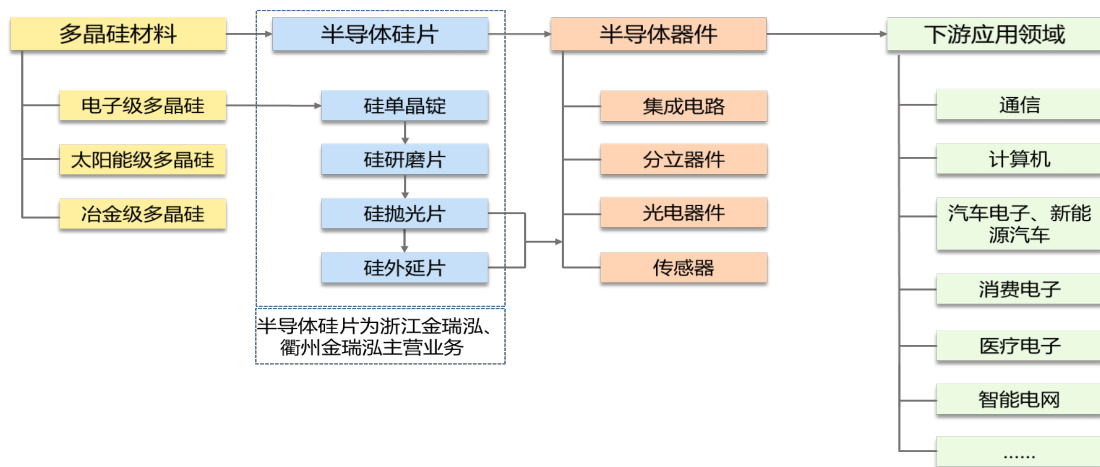 多晶硅材料
半导体硅片
半导体器件
下游应用领域
电子级多晶硅
太阳能级多晶硅
冶金级多晶硅
硅单晶锭
硅研磨片
硅抛光片
硅外延片
半导体硅片为浙江金瑞泓、
衢州金瑞泓主营业务
集成电路
分立器件
光电器件
传感器
通信
计算机
汽车电子、新能
源汽车
消费电子
医疗电子
智能电网
......